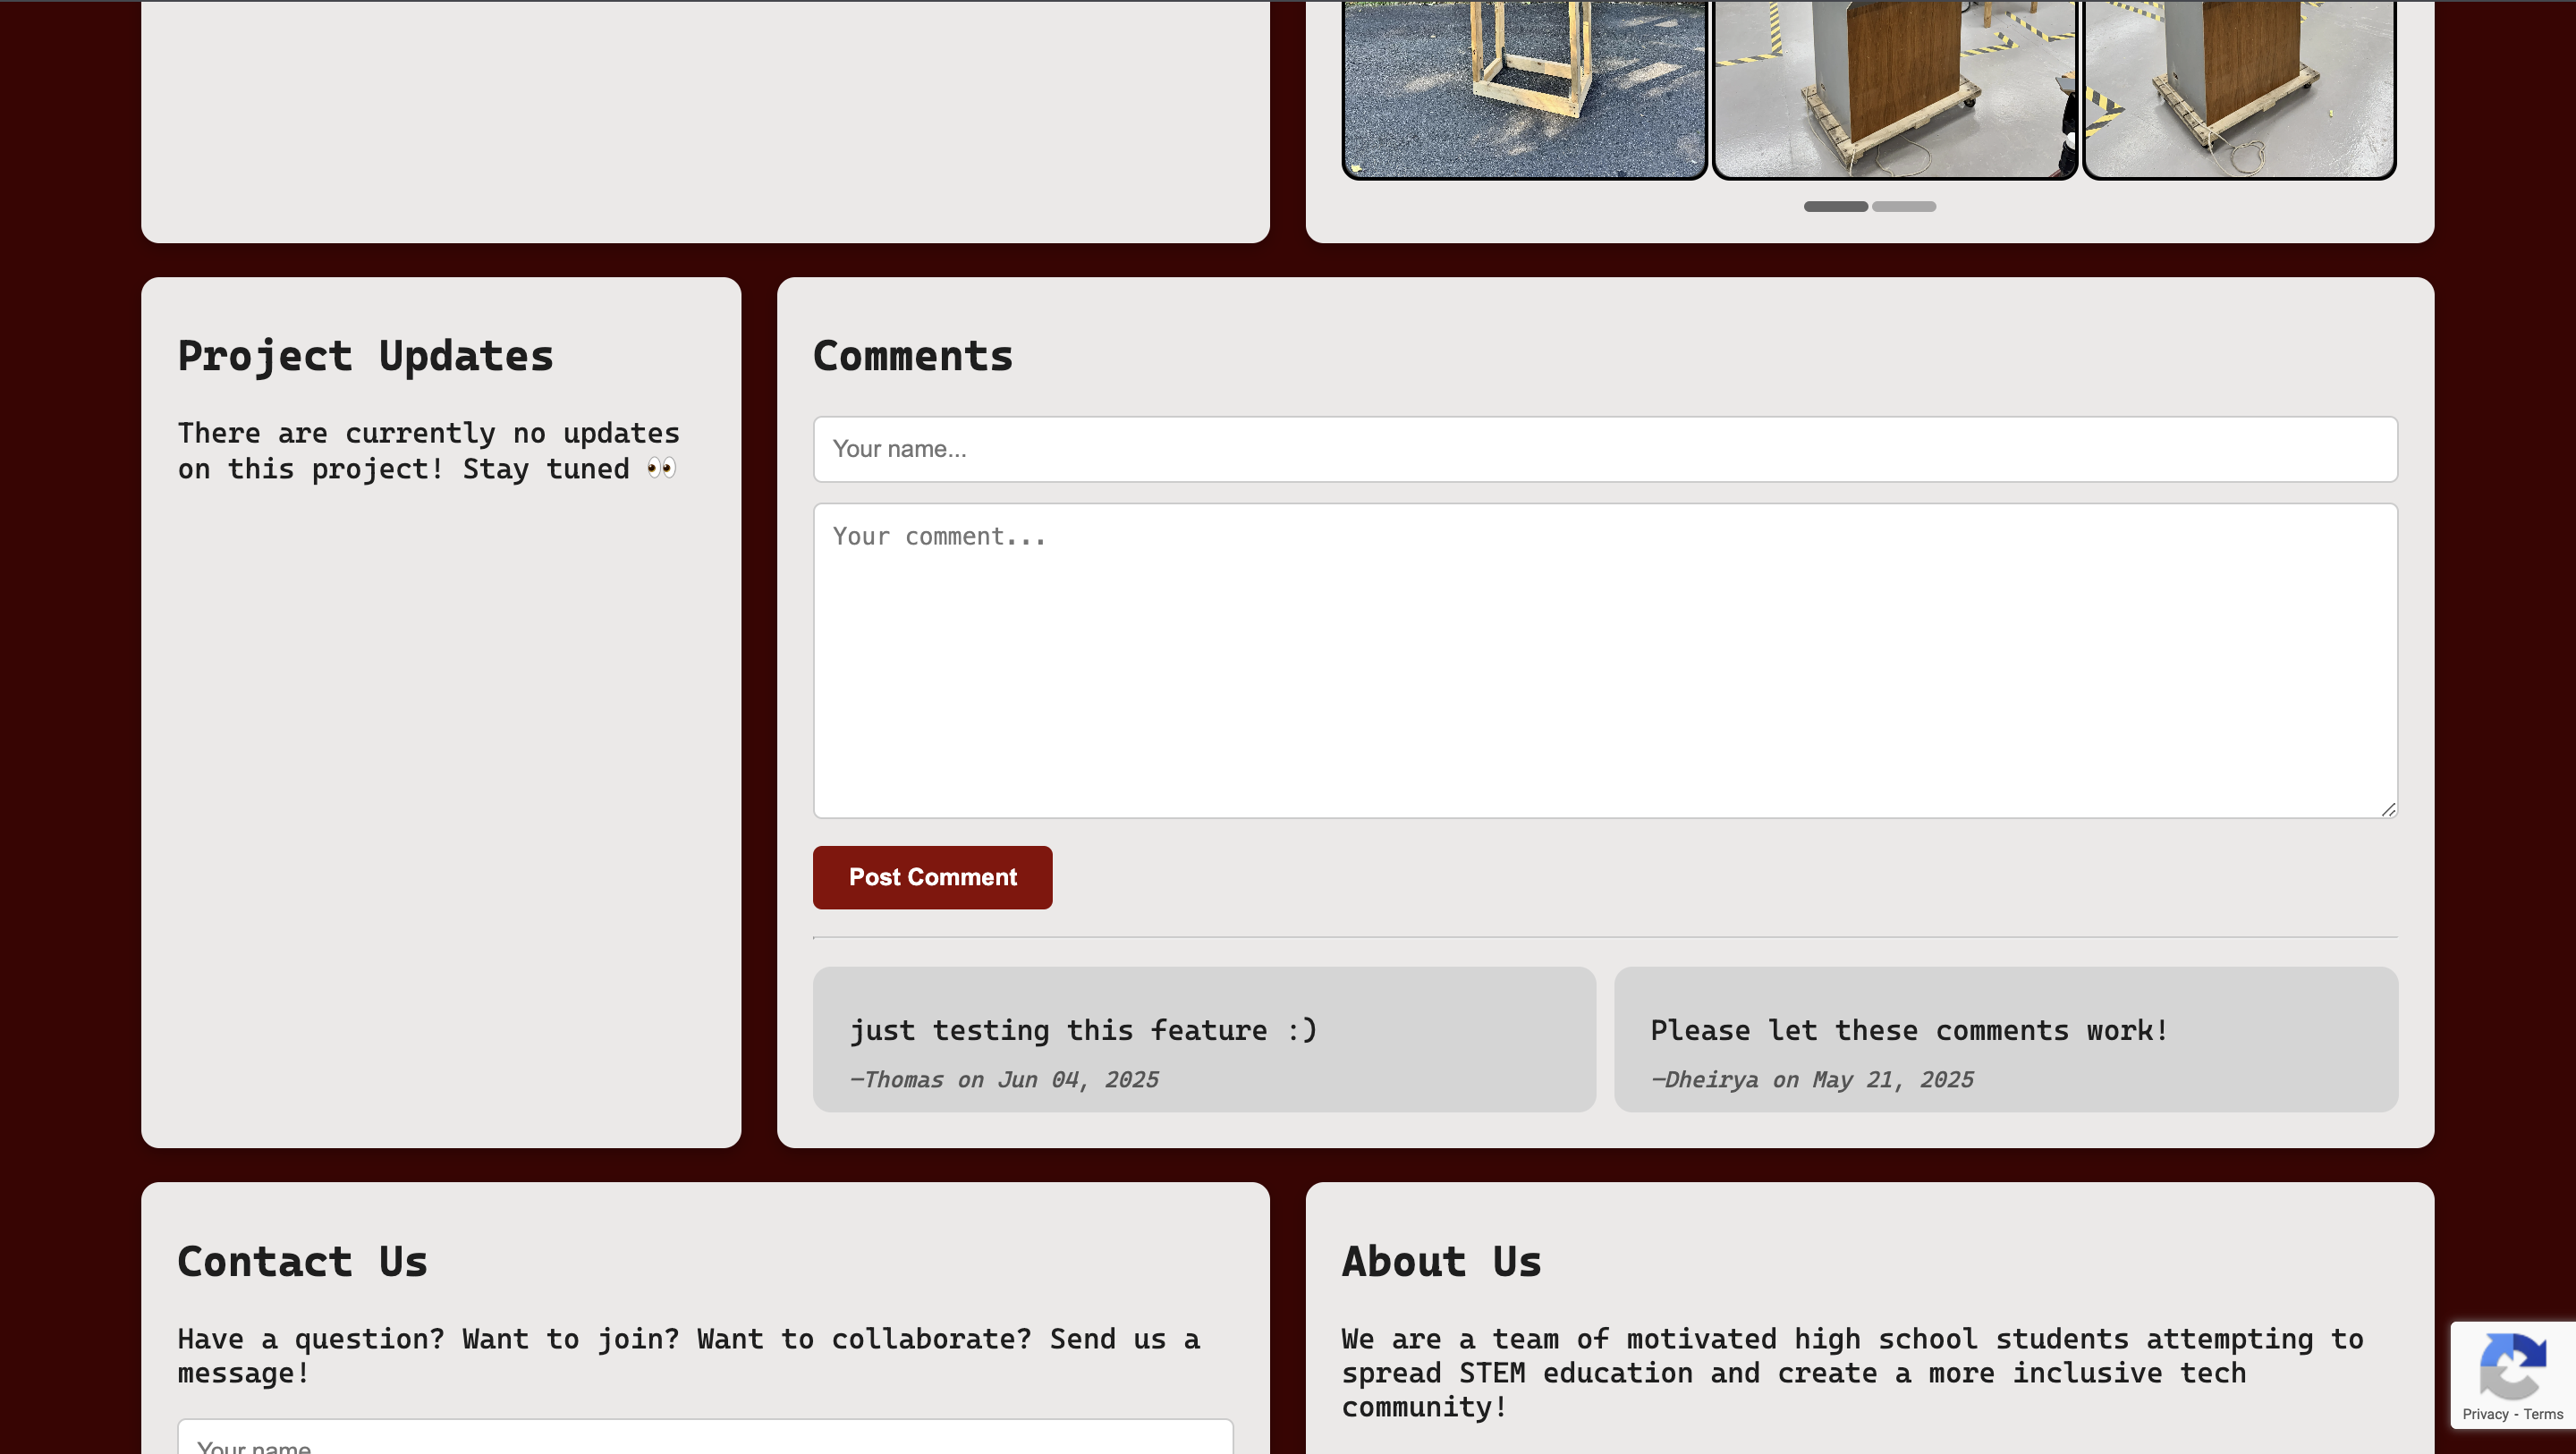 Project Updates
There are currently no updates
on this project! Stay tuned 👀
Comments
Your name...
Your comment...
Post Comment
just testing this feature :)
—Thomas on Jun 04, 2025
Please let these comments work!
—Dheirya on May 21, 2025
Contact Us
Have a question? Want to join? Want to collaborate? Send us a
message!
Your name
About Us
We are a team of motivated high school students attempting to
spread STEM education and create a more inclusive tech
community!
Privacy - Terms